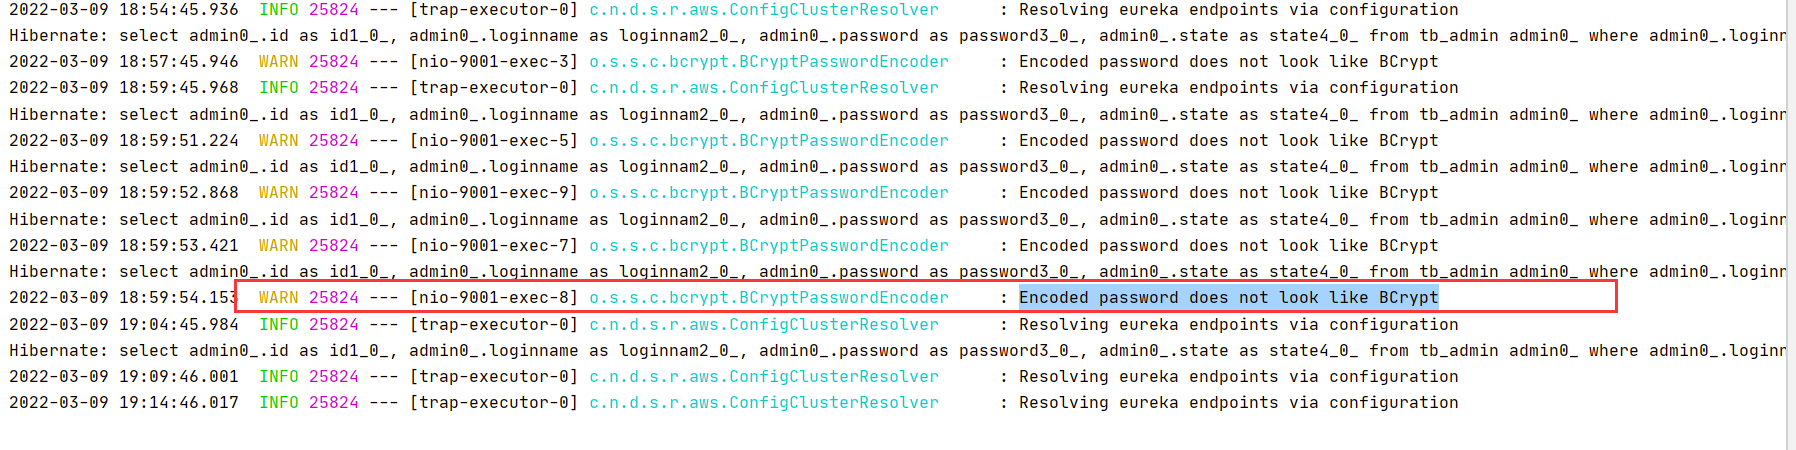 2022-03-09 18:54:45.936  INFO 25824 --- [trap-executor-0] c.n.d.s.r.aws.ConfigClusterResolver      : Resolving eureka endpoints via configuration
Hibernate: select admin0_.id as id1_0_, admin0_.loginname as loginnam2_0_, admin0_.password as password3_0_, admin0_.state as state4_0_ from tb_admin admin0_ where admin0_.loginn
2022-03-09 18:57:45.946  WARN 25824 --- [nio-9001-exec-3] o.s.s.c.bcrypt.BCryptPasswordEncoder     : Encoded password does not look like BCrypt
2022-03-09 18:59:45.968  INFO 25824 --- [trap-executor-0] c.n.d.s.r.aws.ConfigClusterResolver      : Resolving eureka endpoints via configuration
Hibernate: select admin0_.id as id1_0_, admin0_.loginname as loginnam2_0_, admin0_.password as password3_0_, admin0_.state as state4_0_ from tb_admin admin0_ where admin0_.loginn
2022-03-09 18:59:51.224  WARN 25824 --- [nio-9001-exec-5] o.s.s.c.bcrypt.BCryptPasswordEncoder     : Encoded password does not look like BCrypt
Hibernate: select admin0_.id as id1_0_, admin0_.loginname as loginnam2_0_, admin0_.password as password3_0_, admin0_.state as state4_0_ from tb_admin admin0_ where admin0_.loginn
2022-03-09 18:59:52.868  WARN 25824 --- [nio-9001-exec-9] o.s.s.c.bcrypt.BCryptPasswordEncoder     : Encoded password does not look like BCrypt
Hibernate: select admin0_.id as id1_0_, admin0_.loginname as loginnam2_0_, admin0_.password as password3_0_, admin0_.state as state4_0_ from tb_admin admin0_ where admin0_.loginn
2022-03-09 18:59:53.421  WARN 25824 --- [nio-9001-exec-7] o.s.s.c.bcrypt.BCryptPasswordEncoder     : Encoded password does not look like BCrypt
Hibernate: select admin0_.id as id1_0_, admin0_.loginname as loginnam2_0_, admin0_.password as password3_0_, admin0_.state as state4_0_ from tb_admin admin0_ where admin0_.loginn
2022-03-09 18:59:54.153  WARN 25824 --- [nio-9001-exec-8] o.s.s.c.bcrypt.BCryptPasswordEncoder     : Encoded password does not look like BCrypt
2022-03-09 19:04:45.984  INFO 25824 --- [trap-executor-0] c.n.d.s.r.aws.ConfigClusterResolver      : Resolving eureka endpoints via configuration
Hibernate: select admin0_.id as id1_0_, admin0_.loginname as loginnam2_0_, admin0_.password as password3_0_, admin0_.state as state4_0_ from tb_admin admin0_ where admin0_.loginn
2022-03-09 19:09:46.001  INFO 25824 --- [trap-executor-0] c.n.d.s.r.aws.ConfigClusterResolver      : Resolving eureka endpoints via configuration
2022-03-09 19:14:46.017  INFO 25824 --- [trap-executor-0] c.n.d.s.r.aws.ConfigClusterResolver      : Resolving eureka endpoints via configuration